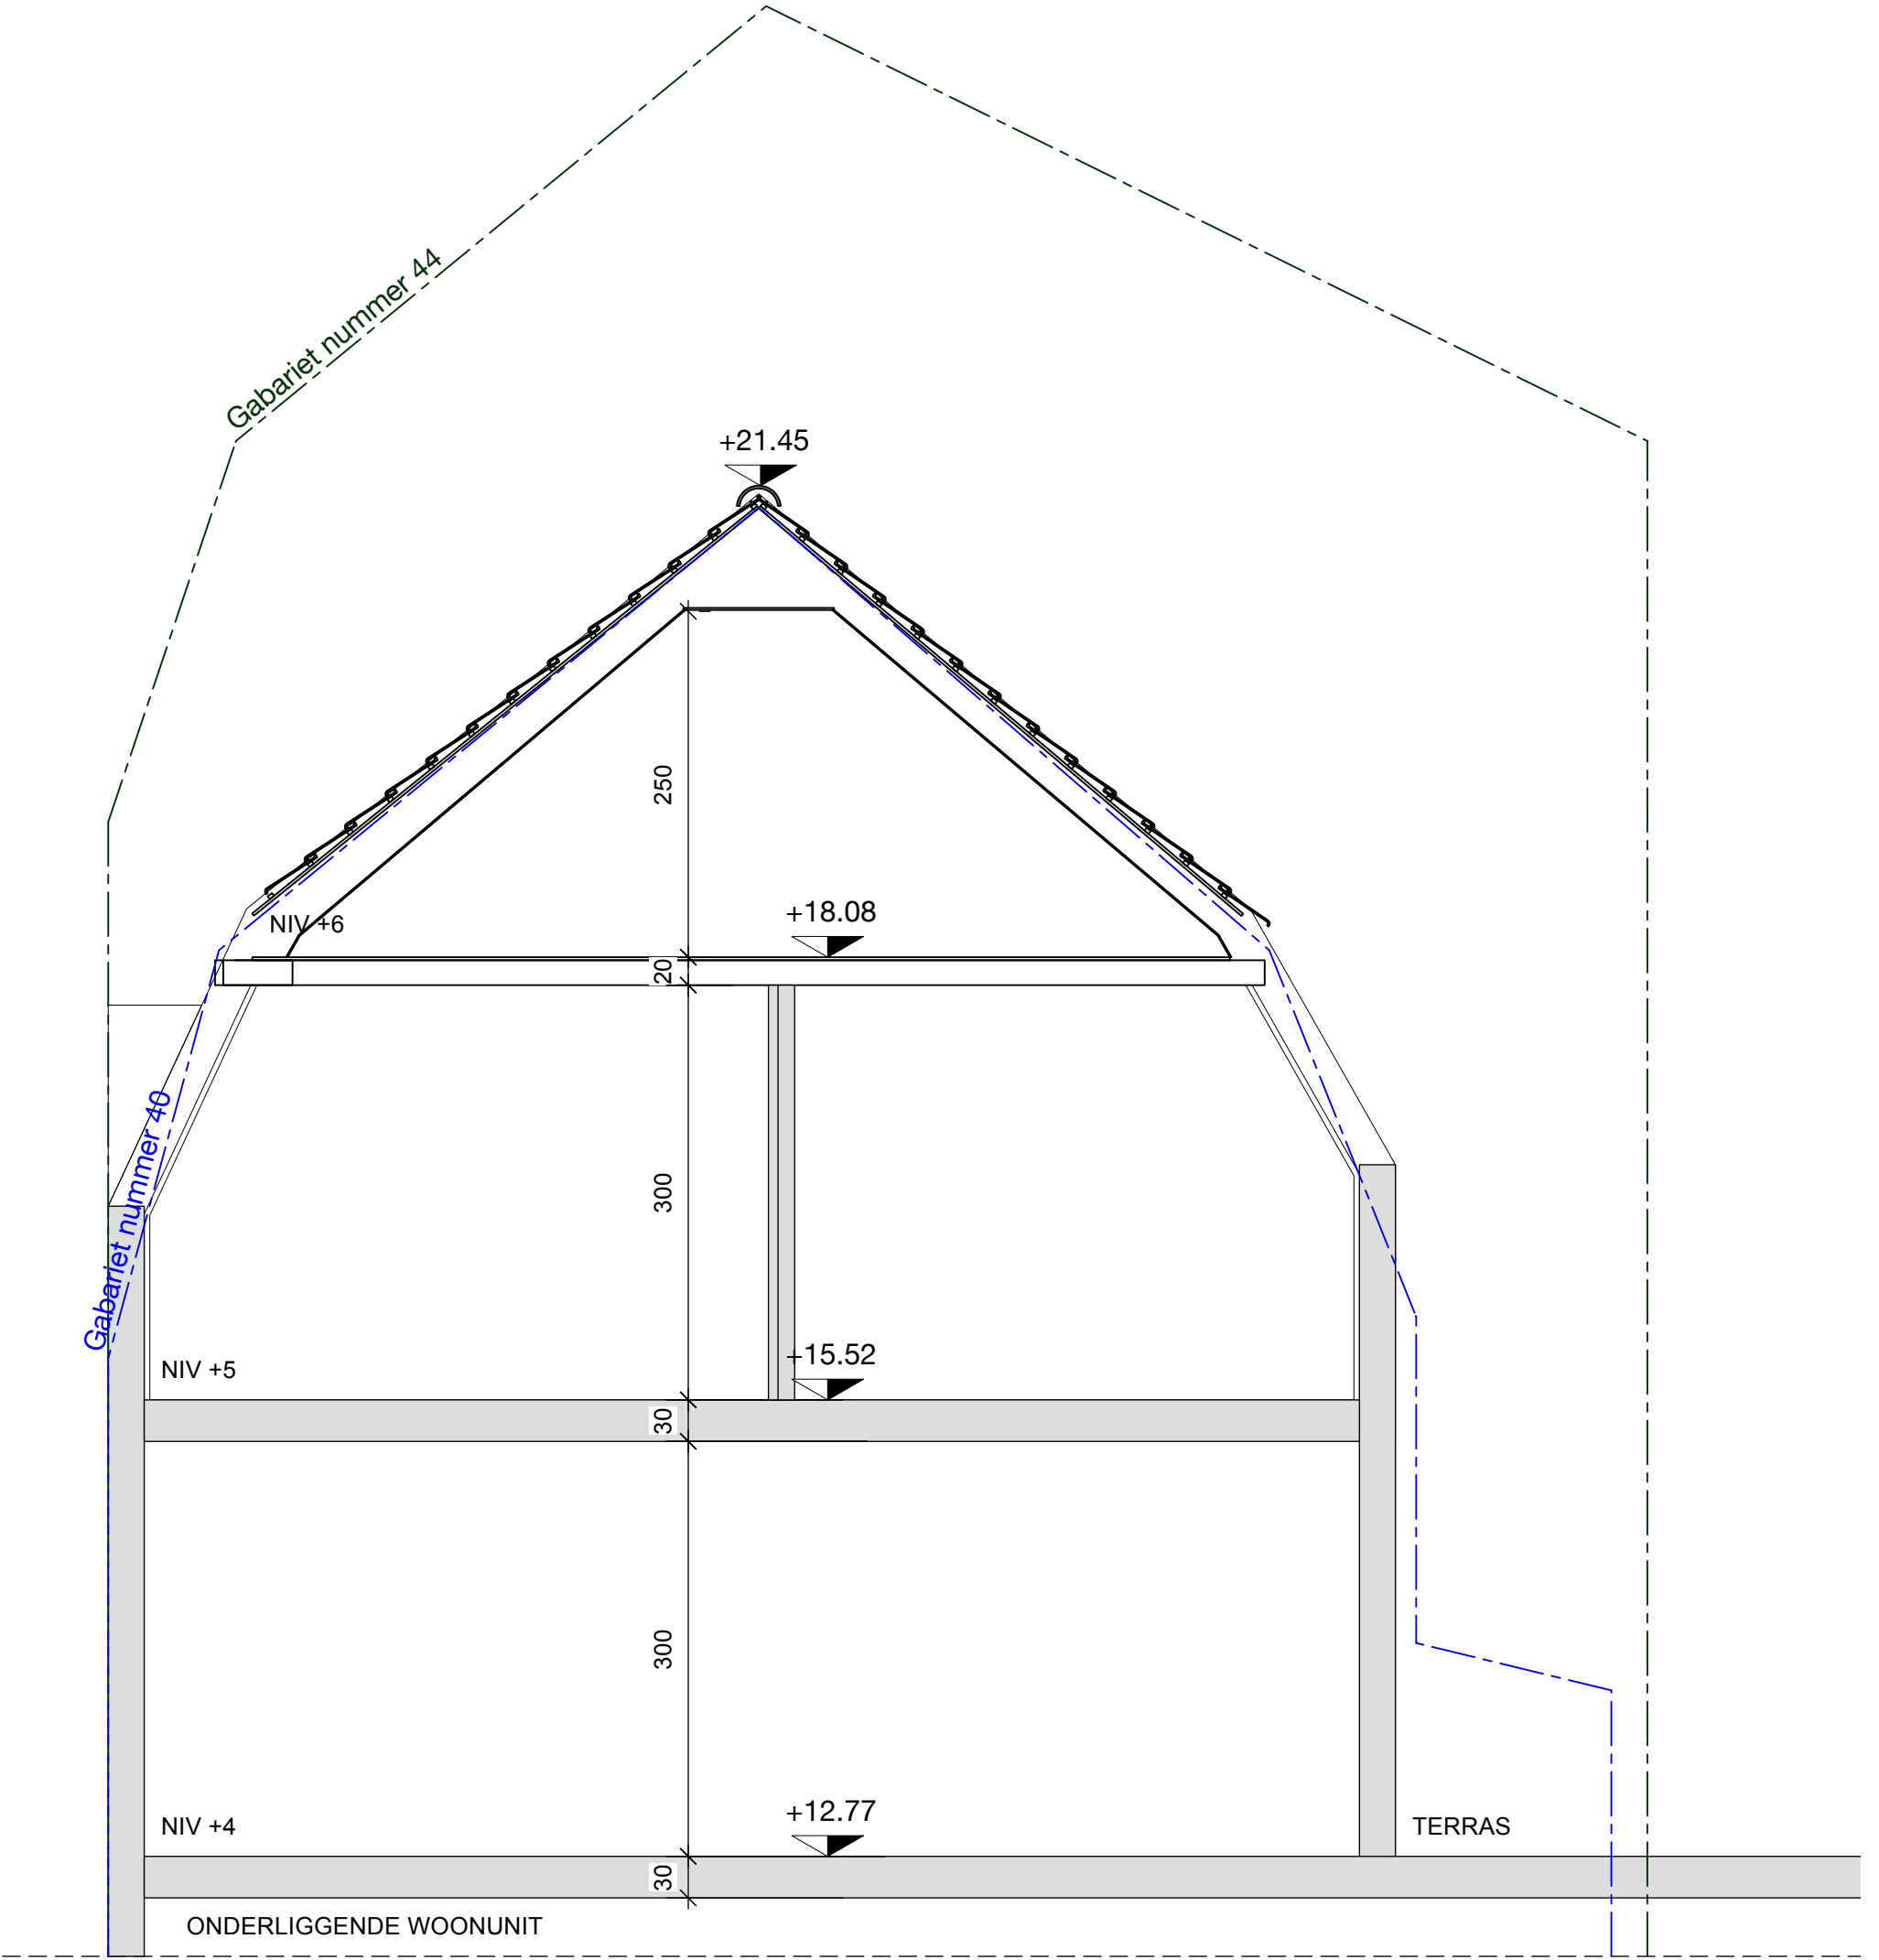 Gabariet nummer 44
+21.45
250
NIV +6
+18.08
20
Gabariet nummer 40
300
NIV +5
+15.52
30
300
NIV +4
+12.77
TERRAS
30
ONDERLIGGENDE WOONUNIT